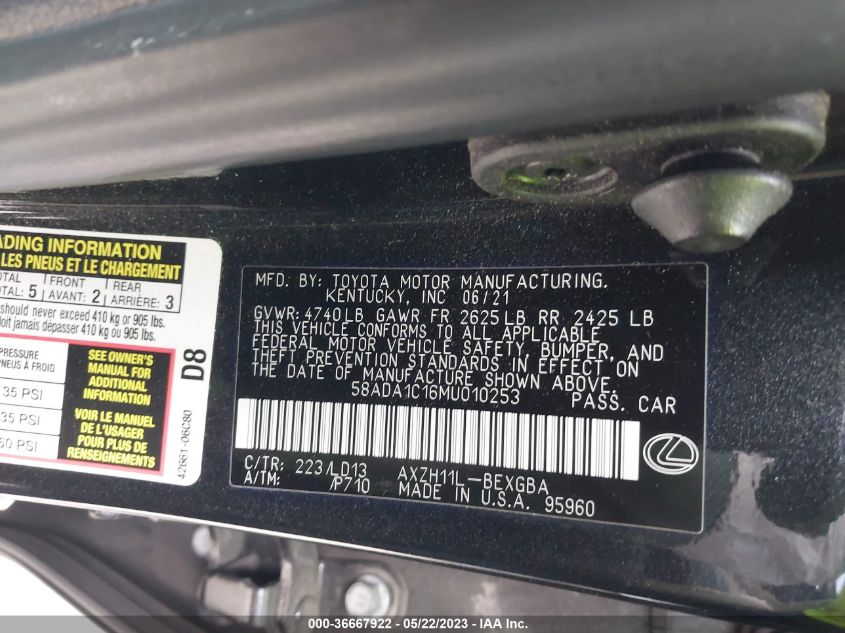 ADING INFORMATION
LES PNEUS ET LE CHARGEMENT
OTAL FRONT REAR
OTAL: 5 AVANT: 2 ARRIÈRE: 3
should never exceed 410 kg or 905 lbs.
doit jamais dépasser 410 kg ou 905 lbs.
PRESSURE
PNEUS À FROID
35 PSI
35 PSI
60 PSI
SEE OWNER'S
MANUAL FOR
ADDITIONAL
INFORMATION
VOIR LE MANUEL
DE L'USAGER
POUR PLUS DE
RENSEIGNEMENTS
D8
42661-06C80
MFD. BY: TOYOTA MOTOR MANUFACTURING,
KENTUCKY, INC 06/21
GVWR: 4740LB GAWR FR 2625LB RR 2425 LB
THIS VEHICLE CONFORMS TO ALL APPLICABLE
FEDERAL MOTOR VEHICLE SAFETY, BUMPER, AND
THEFT PREVENTION STANDARDS IN EFFECT ON
THE DATE OF MANUFACTURE SHOWN ABOVE.
58ADA1C16MU010253 PASS. CAR
C/TR: 223/LD13 AXZH11L-BEXGBA
A/TM: /P710 MADE IN U.S.A. 95960
000-36667922 - 05/22/2023 - IAAI.com